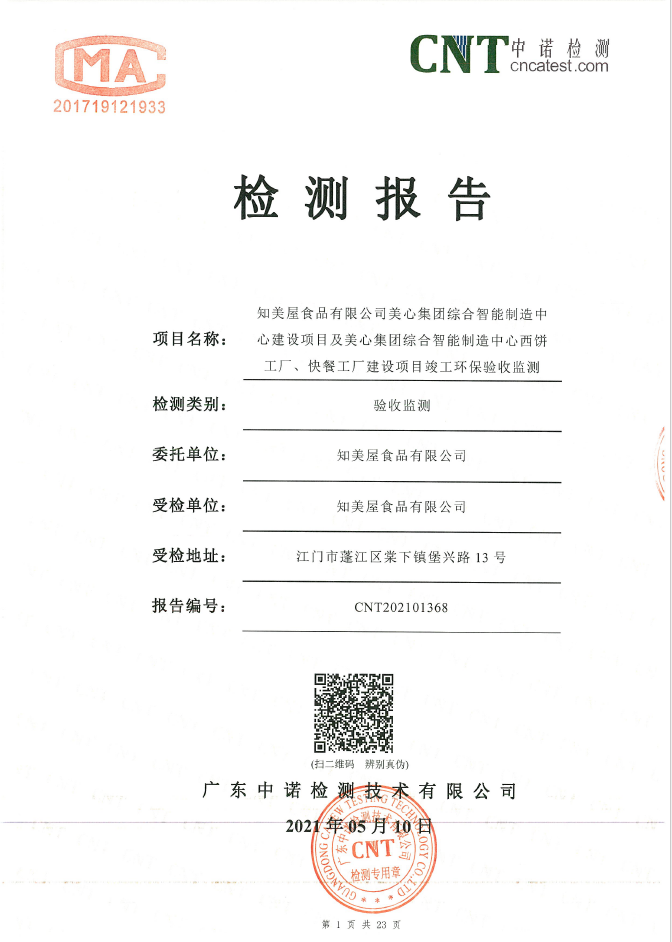 CMA
201719121933
CNT 中诺检测
cncatest.com
检测报告
知美屋食品有限公司美心集团综合智能制造中
项目名称：心建设项目及美心集团综合智能制造中心西饼
工厂、快餐工厂建设项目竣工环保验收监测
检测类别：验收监测
委托单位：知美屋食品有限公司
受检单位：知美屋食品有限公司
受检地址：江门市蓬江区棠下镇堡兴路 13 号
报告编号：CNT202101368
(扫二维码 辨别真伪)
广东中诺检测技术有限公司
2021 年 05 月 10 日
广东中诺检测技术有限公司
CNT
检测专用章
第 1 页 共 23 页